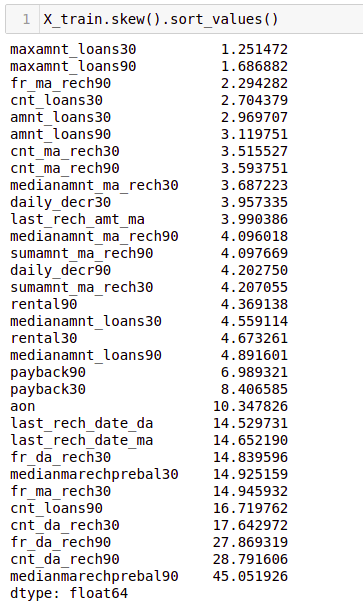 1 X_train.skew().sort_values()
maxamnt_loans30 1.251472
maxamnt_loans90 1.686882
fr_ma_rech90 2.294282
cnt_loans30 2.704379
amnt_loans30 2.969707
amnt_loans90 3.119751
cnt_ma_rech30 3.515527
cnt_ma_rech90 3.593751
medianamnt_ma_rech30 3.687223
daily_decr30 3.957335
last_rech_amt_ma 3.990386
medianamnt_ma_rech90 4.096018
sumamnt_ma_rech90 4.097669
daily_decr90 4.202750
sumamnt_ma_rech30 4.207055
rental90 4.369138
medianamnt_loans30 4.559114
rental30 4.673261
medianamnt_loans90 4.891601
payback90 6.989321
payback30 8.406585
aon 10.347826
last_rech_date_da 14.529731
last_rech_date_ma 14.652190
fr_da_rech30 14.839596
medianmarechprebal30 14.925159
fr_ma_rech30 14.945932
cnt_loans90 16.719762
cnt_da_rech30 17.642972
fr_da_rech90 27.869319
cnt_da_rech90 28.791606
medianmarechprebal90 45.051926
dtype: float64